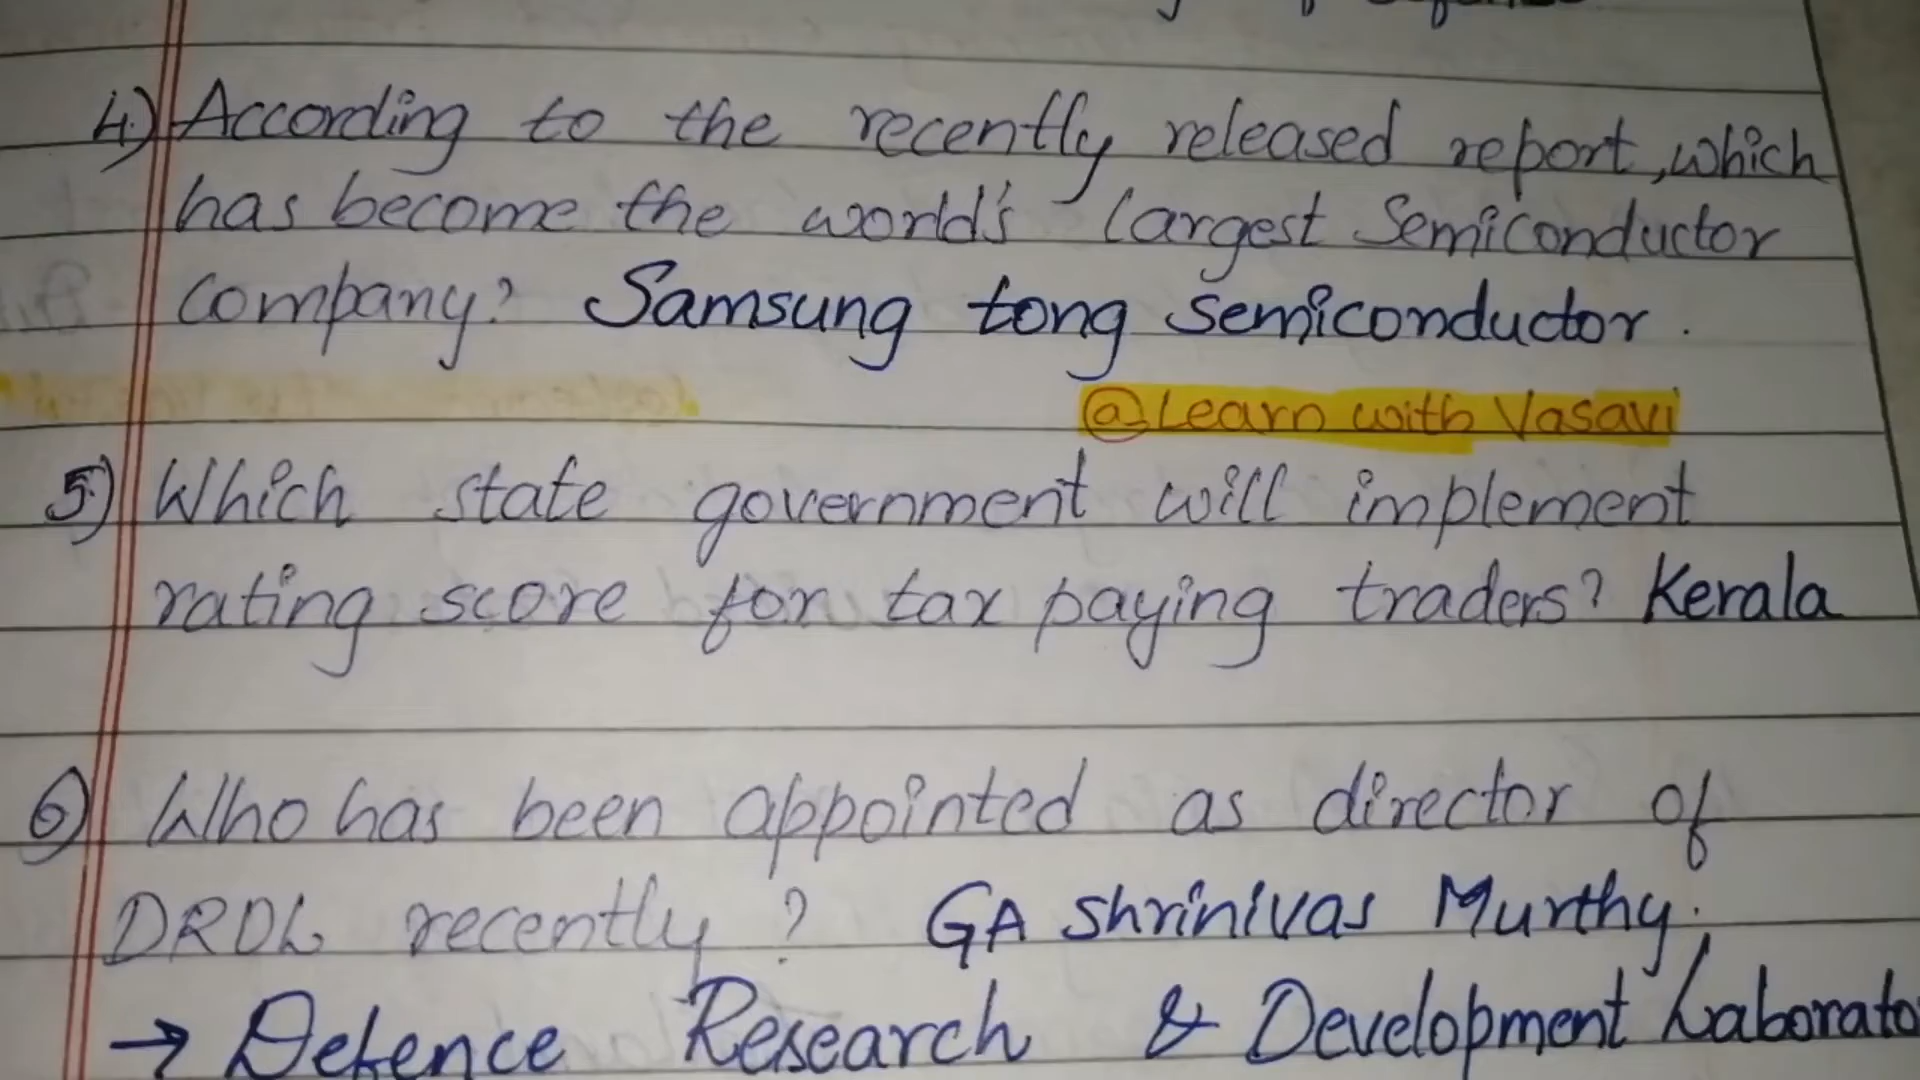 4) According to the recently released report, which
has become the world's largest Semiconductor
company? Samsung tong semiconductor.
@Learn with Vasavi
5) Which state government will implement
rating score for tax paying traders? Kerala
6) Who has been appointed as director of
DRDL recently? GA Shrinivas Murthy.
→ Defence Research & Development Laborato